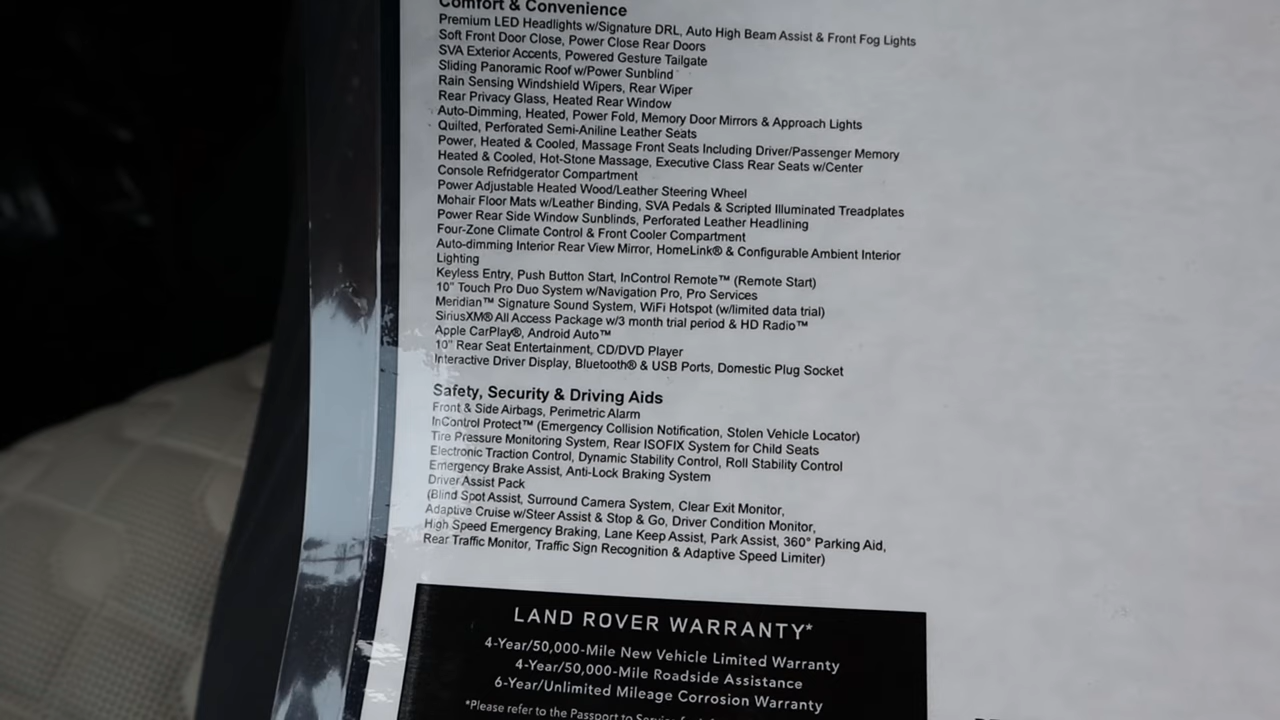 Comfort & Convenience
Premium LED Headlights w/Signature DRL, Auto High Beam Assist & Front Fog Lights
Soft Front Door Close, Power Close Rear Doors
SVA Exterior Accents, Powered Gesture Tailgate
Sliding Panoramic Roof w/Power Sunblind
Rain Sensing Windshield Wipers, Rear Wiper
Rear Privacy Glass, Heated Rear Window
Auto-Dimming, Heated, Power Fold, Memory Door Mirrors & Approach Lights
Quilted, Perforated Semi-Aniline Leather Seats
Power, Heated & Cooled, Massage Front Seats Including Driver/Passenger Memory
Heated & Cooled, Hot-Stone Massage, Executive Class Rear Seats w/Center
Console Refridgerator Compartment
Power Adjustable Heated Wood/Leather Steering Wheel
Mohair Floor Mats w/Leather Binding, SVA Pedals & Scripted Illuminated Treadplates
Power Rear Side Window Sunblinds, Perforated Leather Headlining
Four-Zone Climate Control & Front Cooler Compartment
Auto-dimming Interior Rear View Mirror, HomeLink® & Configurable Ambient Interior
Lighting
Keyless Entry, Push Button Start, InControl Remote™ (Remote Start)
10" Touch Pro Duo System w/Navigation Pro, Pro Services
Meridian™ Signature Sound System, WiFi Hotspot (w/limited data trial)
SiriusXM® All Access Package w/3 month trial period & HD Radio™
Apple CarPlay®, Android Auto™
10" Rear Seat Entertainment, CD/DVD Player
Interactive Driver Display, Bluetooth® & USB Ports, Domestic Plug Socket
Safety, Security & Driving Aids
Front & Side Airbags, Perimetric Alarm
InControl Protect™ (Emergency Collision Notification, Stolen Vehicle Locator)
Tire Pressure Monitoring System, Rear ISOFIX System for Child Seats
Electronic Traction Control, Dynamic Stability Control, Roll Stability Control
Emergency Brake Assist, Anti-Lock Braking System
Driver Assist Pack
(Blind Spot Assist, Surround Camera System, Clear Exit Monitor,
Adaptive Cruise w/Steer Assist & Stop & Go, Driver Condition Monitor,
High Speed Emergency Braking, Lane Keep Assist, Park Assist, 360° Parking Aid,
Rear Traffic Monitor, Traffic Sign Recognition & Adaptive Speed Limiter)
LAND ROVER WARRANTY*
4-Year/50,000-Mile New Vehicle Limited Warranty
4-Year/50,000-Mile Roadside Assistance
6-Year/Unlimited Mileage Corrosion Warranty
*Please refer to the Passport to